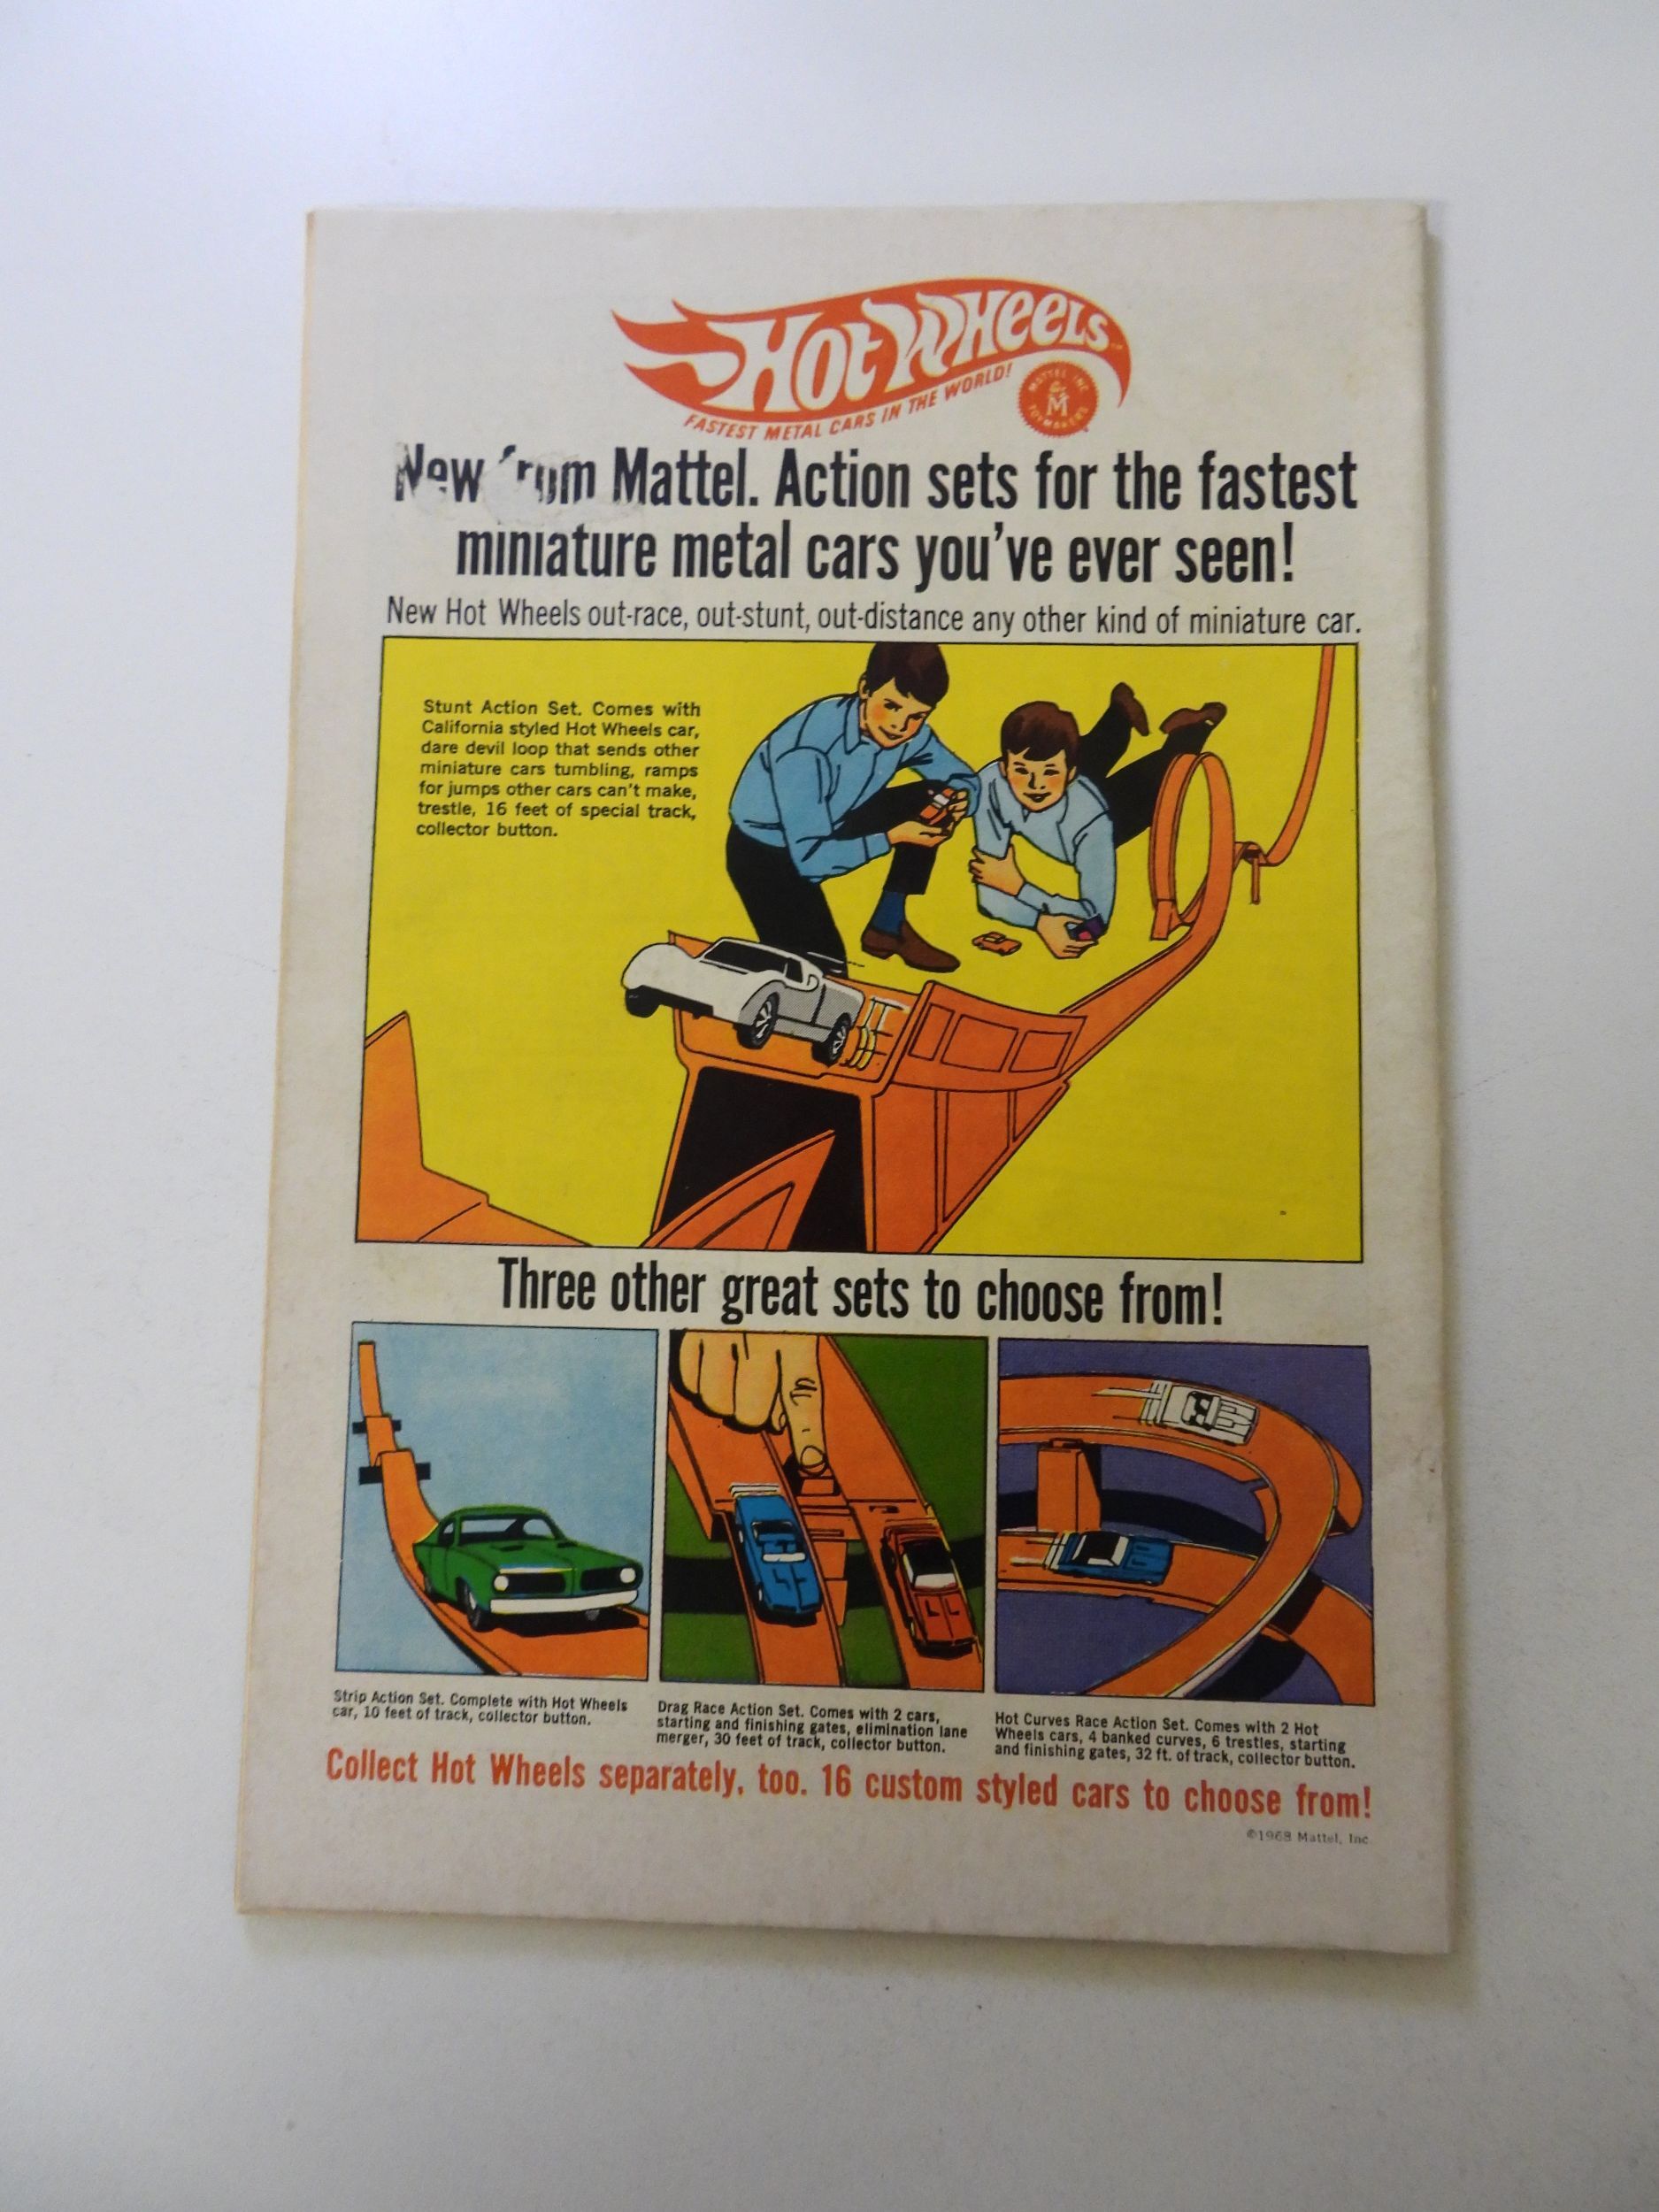 Hot Wheels
FASTEST METAL CARS IN THE WORLD!
MATTEL, INC.
M
TOYMAKERS
New from Mattel. Action sets for the fastest
miniature metal cars you've ever seen!
New Hot Wheels out-race, out-stunt, out-distance any other kind of miniature car.
Stunt Action Set. Comes with
California styled Hot Wheels car,
dare devil loop that sends other
miniature cars tumbling, ramps
for jumps other cars can't make,
trestle, 16 feet of special track,
collector button.
Three other great sets to choose from!
Strip Action Set. Complete with Hot Wheels
car, 10 feet of track, collector button.
Drag Race Action Set. Comes with 2 cars,
starting and finishing gates, elimination lane
merger, 30 feet of track, collector button.
Hot Curves Race Action Set. Comes with 2 Hot
Wheels cars, 4 banked curves, 6 trestles, starting
and finishing gates, 32 ft. of track, collector button.
Collect Hot Wheels separately, too. 16 custom styled cars to choose from!
©1968 Mattel, Inc.